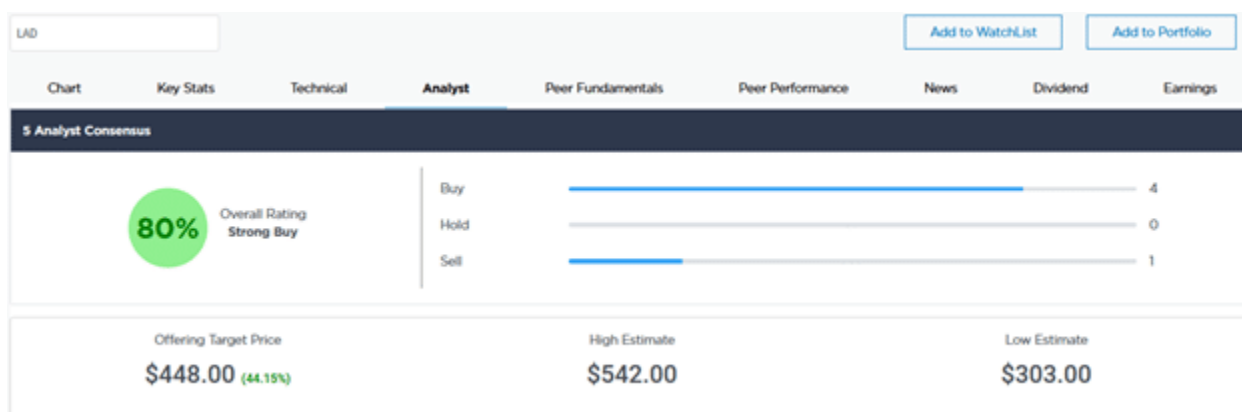 LAD
Add to WatchList Add to Portfolio
Chart Key Stats Technical Analyst Peer Fundamentals Peer Performance News Dividend Earnings
5 Analyst Consensus
80%
Overall Rating
Strong Buy
Buy 4
Hold 0
Sell 1
Offering Target Price High Estimate Low Estimate
$448.00 (44.15%) $542.00 $303.00